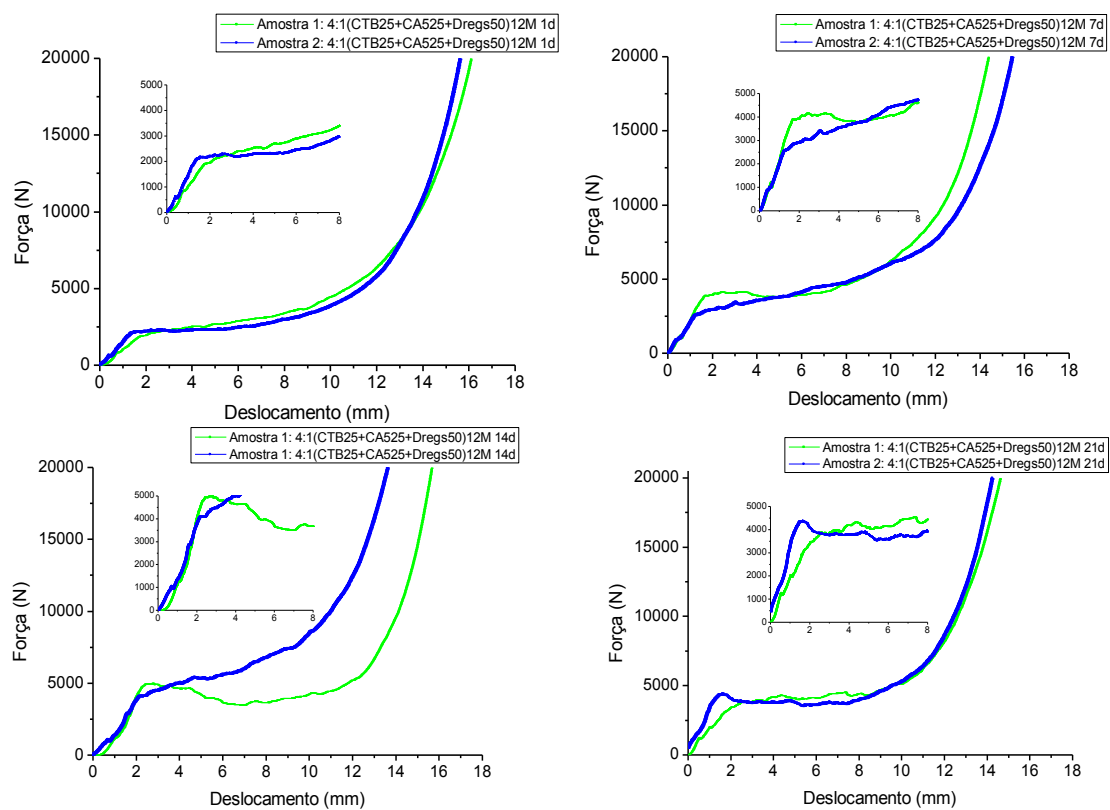 Amostra 1: 4:1(CTB25+CA525+Dregs50)12M 1d
Amostra 2: 4:1(CTB25+CA525+Dregs50)12M 1d
20000
15000
10000
5000
0
Força (N)
0 2 4 6 8 10 12 14 16 18
Deslocamento (mm)
5000
4000
3000
2000
1000
0
0 2 4 6 8
Amostra 1: 4:1(CTB25+CA525+Dregs50)12M 7d
Amostra 2: 4:1(CTB25+CA525+Dregs50)12M 7d
20000
15000
10000
5000
0
Força (N)
0 2 4 6 8 10 12 14 16 18
Deslocamento (mm)
5000
4000
3000
2000
1000
0
0 2 4 6 8
Amostra 1: 4:1(CTB25+CA525+Dregs50)12M 14d
Amostra 1: 4:1(CTB25+CA525+Dregs50)12M 14d
20000
15000
10000
5000
0
Força (N)
0 2 4 6 8 10 12 14 16 18
Deslocamento (mm)
5000
4000
3000
2000
1000
0
0 2 4 6 8
Amostra 1: 4:1(CTB25+CA525+Dregs50)12M 21d
Amostra 2: 4:1(CTB25+CA525+Dregs50)12M 21d
20000
15000
10000
5000
0
Força (N)
0 2 4 6 8 10 12 14 16 18
Deslocamento (mm)
5000
4000
3000
2000
1000
0
0 2 4 6 8